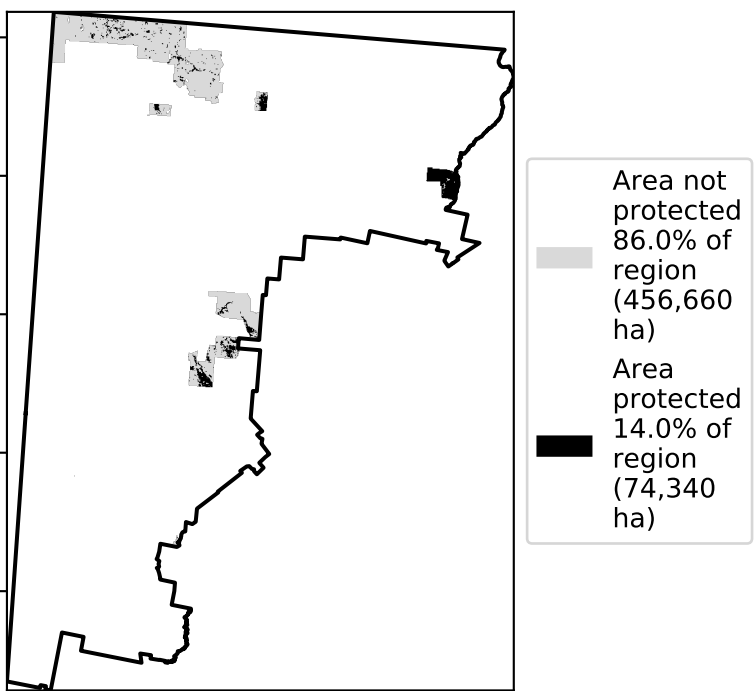 Area not
protected
86.0% of
region
(456,660
ha)
Area
protected
14.0% of
region
(74,340
ha)